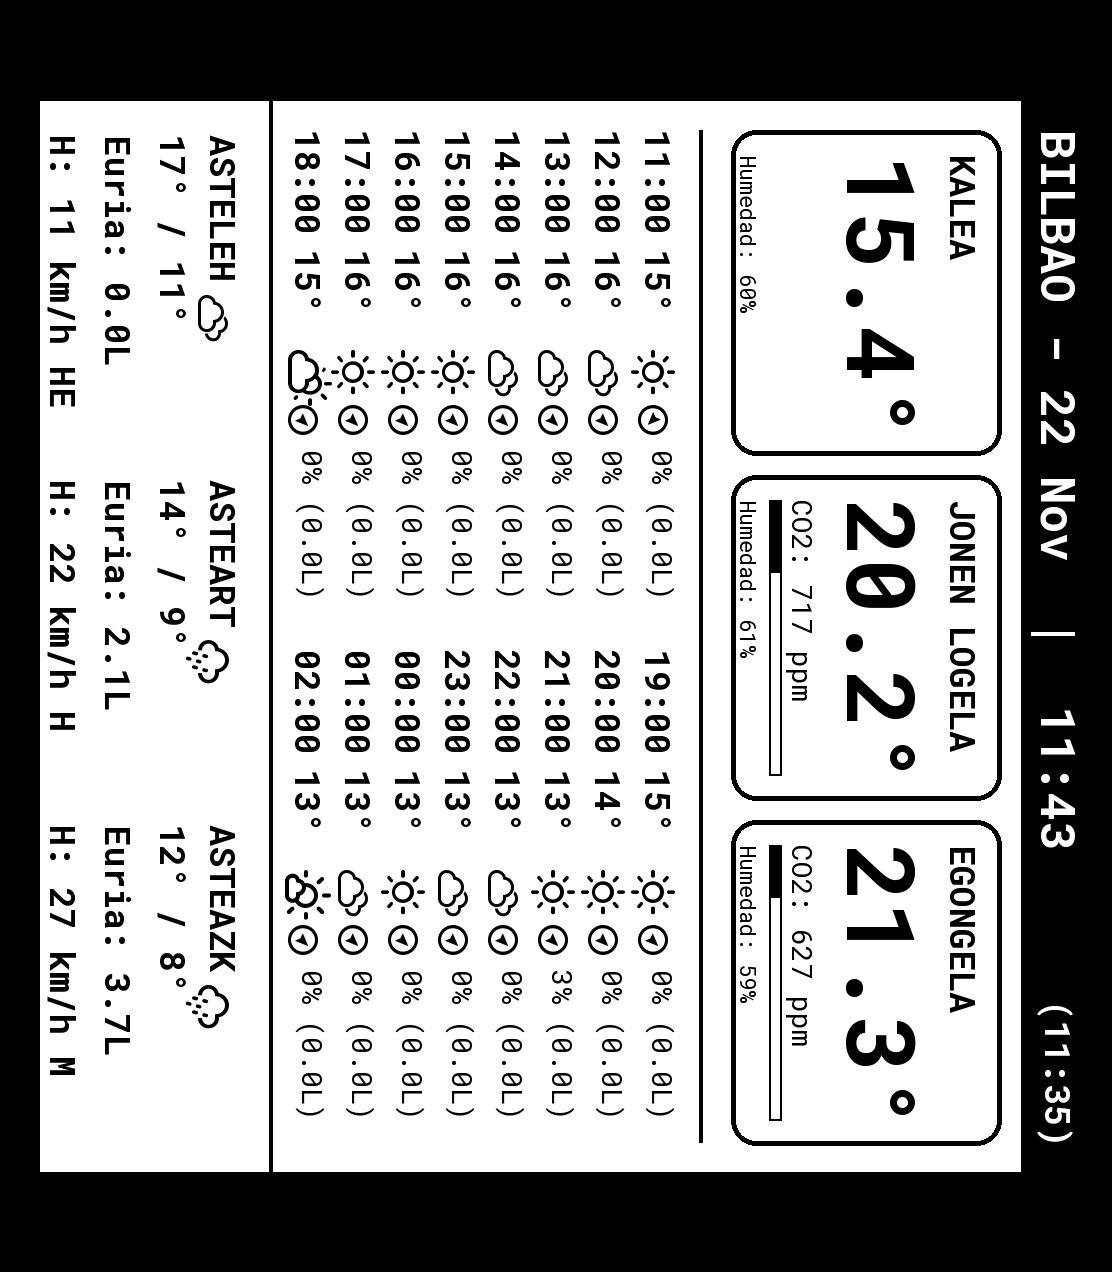 BILBAO - 22 Nov | 11:43 (11:35)
KALEA
15.4°
Humedad: 60%
JONEN LOGELA
20.2°
CO2: 717 ppm
Humedad: 61%
EGONGELA
21.3°
CO2: 627 ppm
Humedad: 59%
11:00 15° 0% (0.0L)
12:00 16° 0% (0.0L)
13:00 16° 0% (0.0L)
14:00 16° 0% (0.0L)
15:00 16° 0% (0.0L)
16:00 16° 0% (0.0L)
17:00 16° 0% (0.0L)
18:00 15° 0% (0.0L)
19:00 15° 0% (0.0L)
20:00 14° 0% (0.0L)
21:00 13° 3% (0.0L)
22:00 13° 0% (0.0L)
23:00 13° 0% (0.0L)
00:00 13° 0% (0.0L)
01:00 13° 0% (0.0L)
02:00 13° 0% (0.0L)
ASTELEH
17° / 11°
Euria: 0.0L
H: 11 km/h HE
ASTEART
14° / 9°
Euria: 2.1L
H: 22 km/h H
ASTEAZK
12° / 8°
Euria: 3.7L
H: 27 km/h M